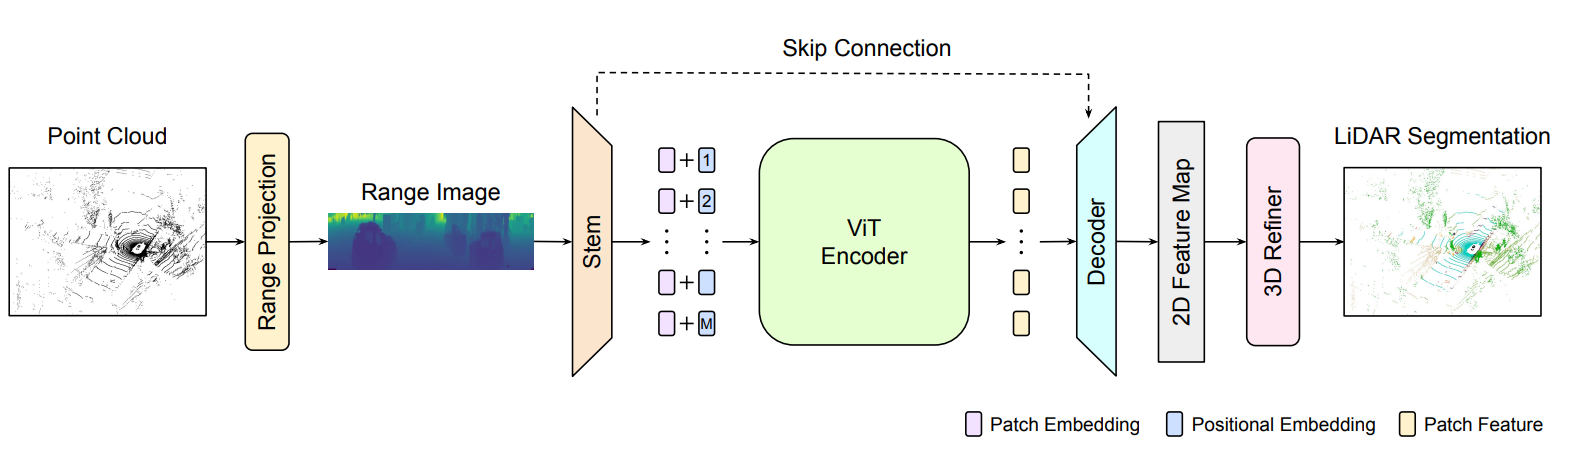 Skip Connection
Point Cloud
Range Projection
Range Image
Stem
+ 1
+ 2
+
+ M
ViT
Encoder
Decoder
2D Feature Map
3D Refiner
LiDAR Segmentation
Patch Embedding
Positional Embedding
Patch Feature